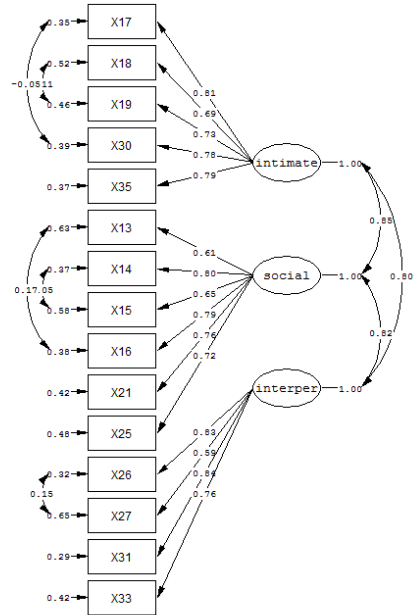 0.35 X17
0.52 X18
-0.0511
0.46 X19 0.81
0.69
0.73
0.39 X30 0.78 intimate 1.00
0.37 X35 0.79
0.63 X13 0.61 0.85
0.37 X14 0.80 social 1.00 0.80
0.17.05
0.58 X15 0.65
0.79
0.38 X16 0.76 0.82
0.72
0.42 X21 interper 1.00
0.48 X25 0.83
0.32 X26 0.59
0.15 0.84
0.65 X27 0.76
0.29 X31
0.42 X33